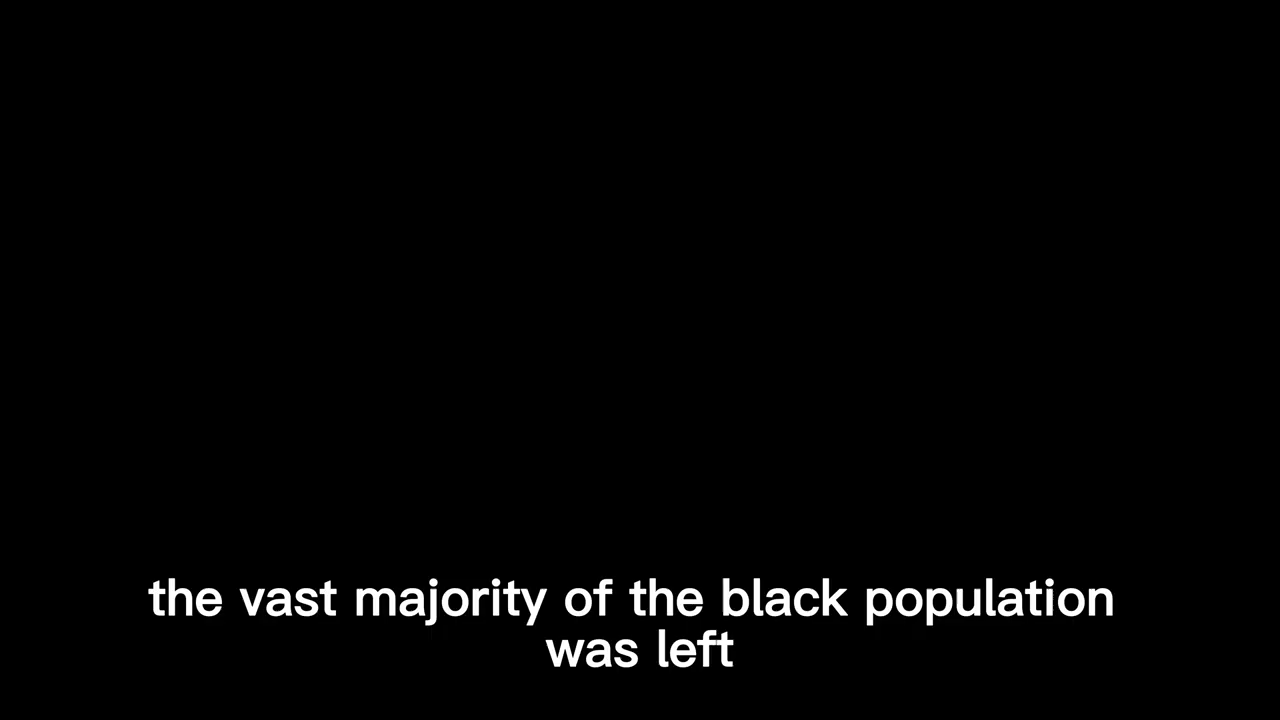 the vast majority of the black population
was left